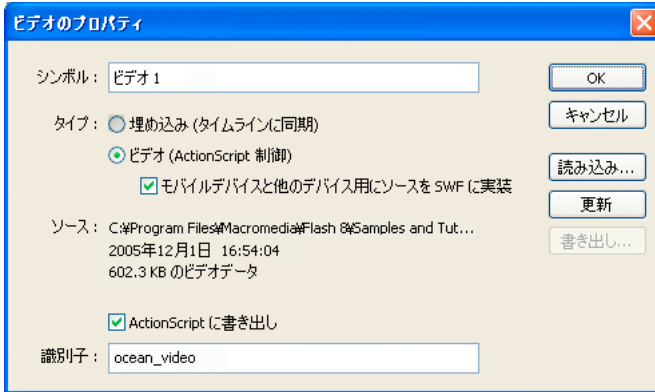 ビデオのプロパティ
シンボル: ビデオ 1
OK
タイプ: 埋め込み (タイムラインに同期)
キャンセル
ビデオ (ActionScript 制御)
モバイルデバイスと他のデバイス用にソースを SWF に実装
読み込み...
更新
書き出し...
ソース: C:¥Program Files¥Macromedia¥Flash 8¥Samples and Tut...
2005年12月1日 16:54:04
602.3 KB のビデオデータ
ActionScript に書き出し
識別子: ocean_video